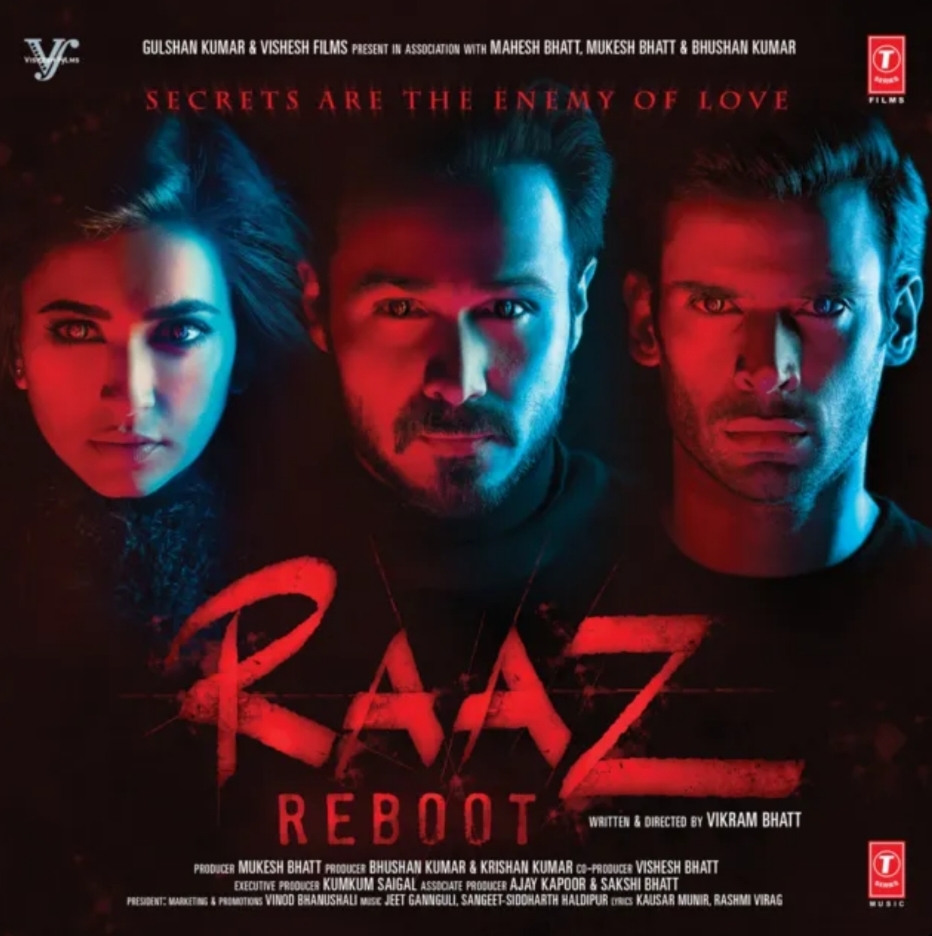 VISHESH FILMS
GULSHAN KUMAR & VISHESH FILMS PRESENT IN ASSOCIATION WITH MAHESH BHATT, MUKESH BHATT & BHUSHAN KUMAR
T
SERIES
FILMS
SECRETS ARE THE ENEMY OF LOVE
RAAZ
REBOOT
WRITTEN & DIRECTED BY VIKRAM BHATT
PRODUCER MUKESH BHATT PRODUCER BHUSHAN KUMAR & KRISHAN KUMAR CO-PRODUCER VISHESH BHATT
EXECUTIVE PRODUCER KUMKUM SAIGAL ASSOCIATE PRODUCER AJAY KAPOOR & SAKSHI BHATT
PRESIDENT: MARKETING & PROMOTIONS VINOD BHANUSHALI MUSIC JEET GANNGULI, SANGEET-SIDDHARTH HALDIPUR LYRICS KAUSAR MUNIR, RASHMI VIRAG
T
SERIES
MUSIC